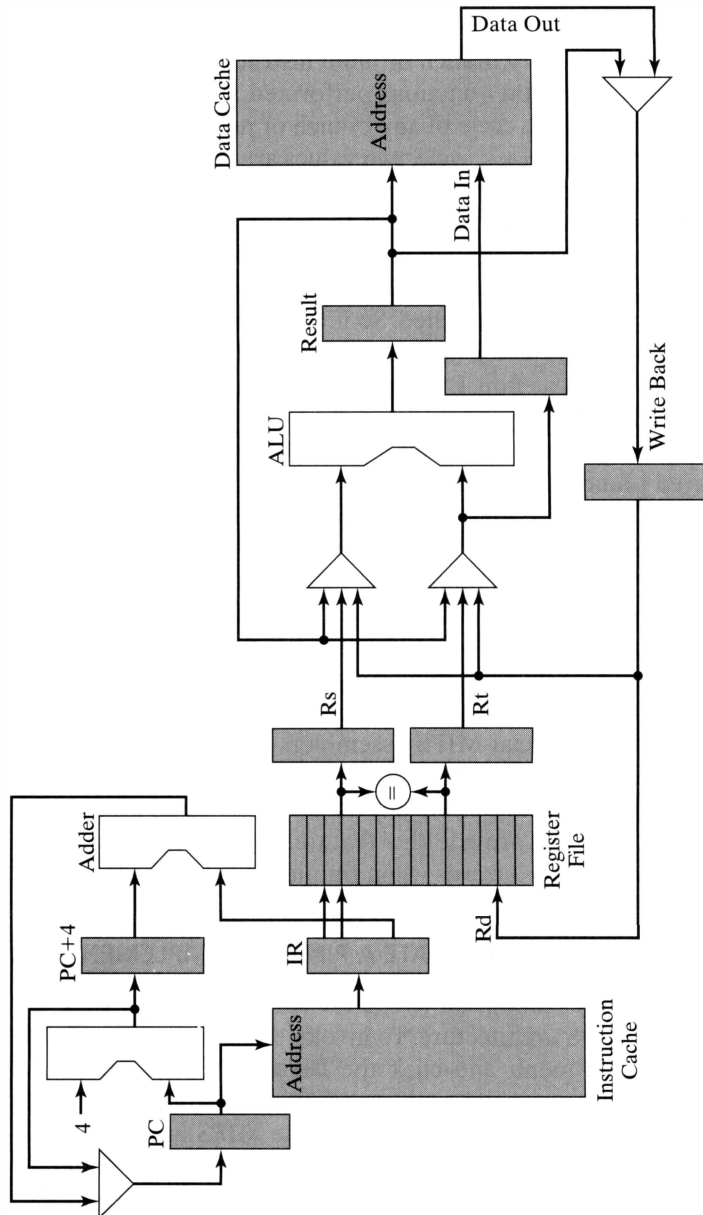 Data Out
Data Cache
Address
Data In
Result
ALU
Write Back
Rs
Rt
Adder
Register
File
PC+4
IR
Rd
4
PC
Address
Instruction
Cache